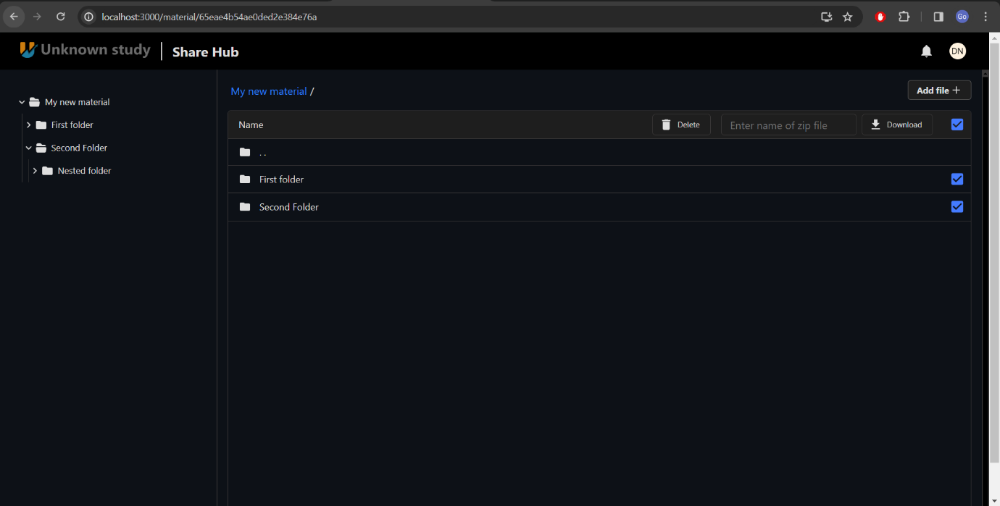 localhost:3000/material/65eae4b54ae0ded2e384e76a
Go
Unknown study | Share Hub
DN
My new material
First folder
Second Folder
Nested folder
My new material /
Add file +
Name
Delete
Enter name of zip file
Download
. .
First folder
Second Folder